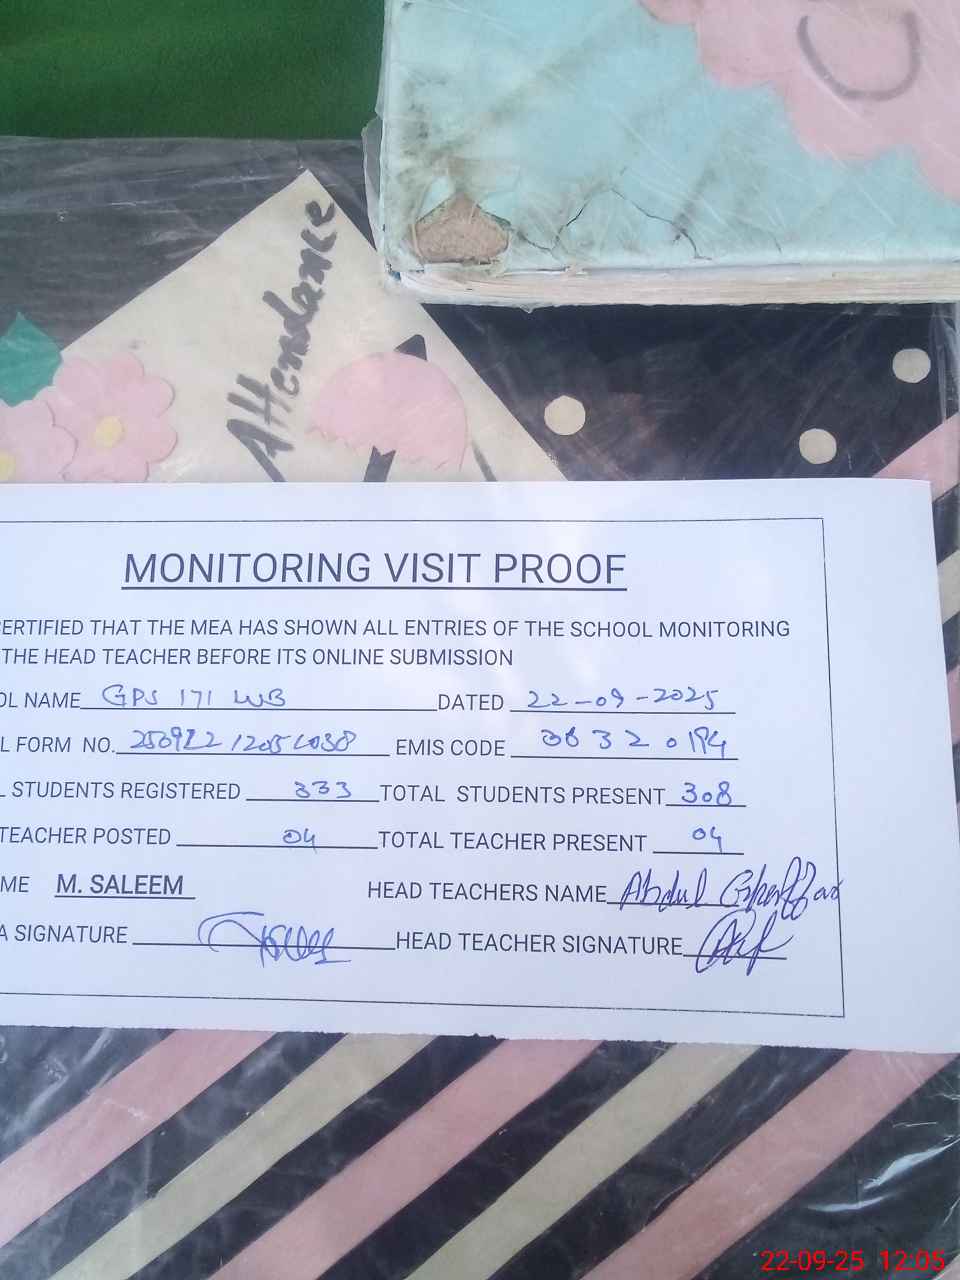 Attendance
MONITORING VISIT PROOF
ERTIFIED THAT THE MEA HAS SHOWN ALL ENTRIES OF THE SCHOOL MONITORING
THE HEAD TEACHER BEFORE ITS ONLINE SUBMISSION
OL NAME GPS 171 WB DATED 22-09-2025
L FORM NO. EMIS CODE
STUDENTS REGISTERED 333 TOTAL STUDENTS PRESENT 308
TEACHER POSTED 04 TOTAL TEACHER PRESENT 04
ME M. SALEEM HEAD TEACHERS NAME Abdul Ghaffar
A SIGNATURE HEAD TEACHER SIGNATURE
22-09-25 12:05